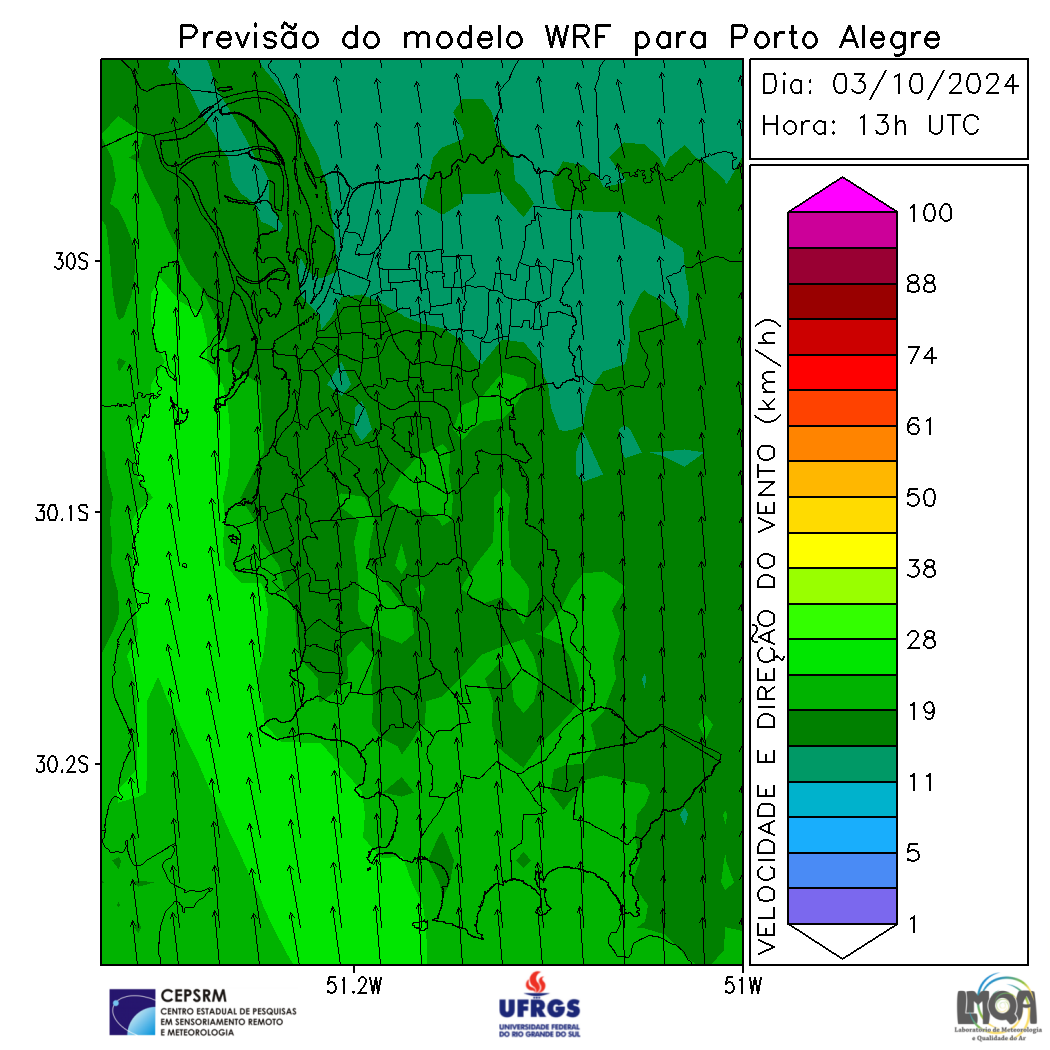 Previsão do modelo WRF para Porto Alegre
Dia: 03/10/2024
Hora: 13h UTC
30S
30.1S
30.2S
51.2W
51W
VELOCIDADE E DIREÇÃO DO VENTO (km/h)
100
88
74
61
50
38
28
19
11
5
1
CEPSRM
CENTRO ESTADUAL DE PESQUISAS
EM SENSORIAMENTO REMOTO
E METEOROLOGIA
UFRGS
UNIVERSIDADE FEDERAL
DO RIO GRANDE DO SUL
LMQA
Laboratório de Meteorologia
e Qualidade do Ar